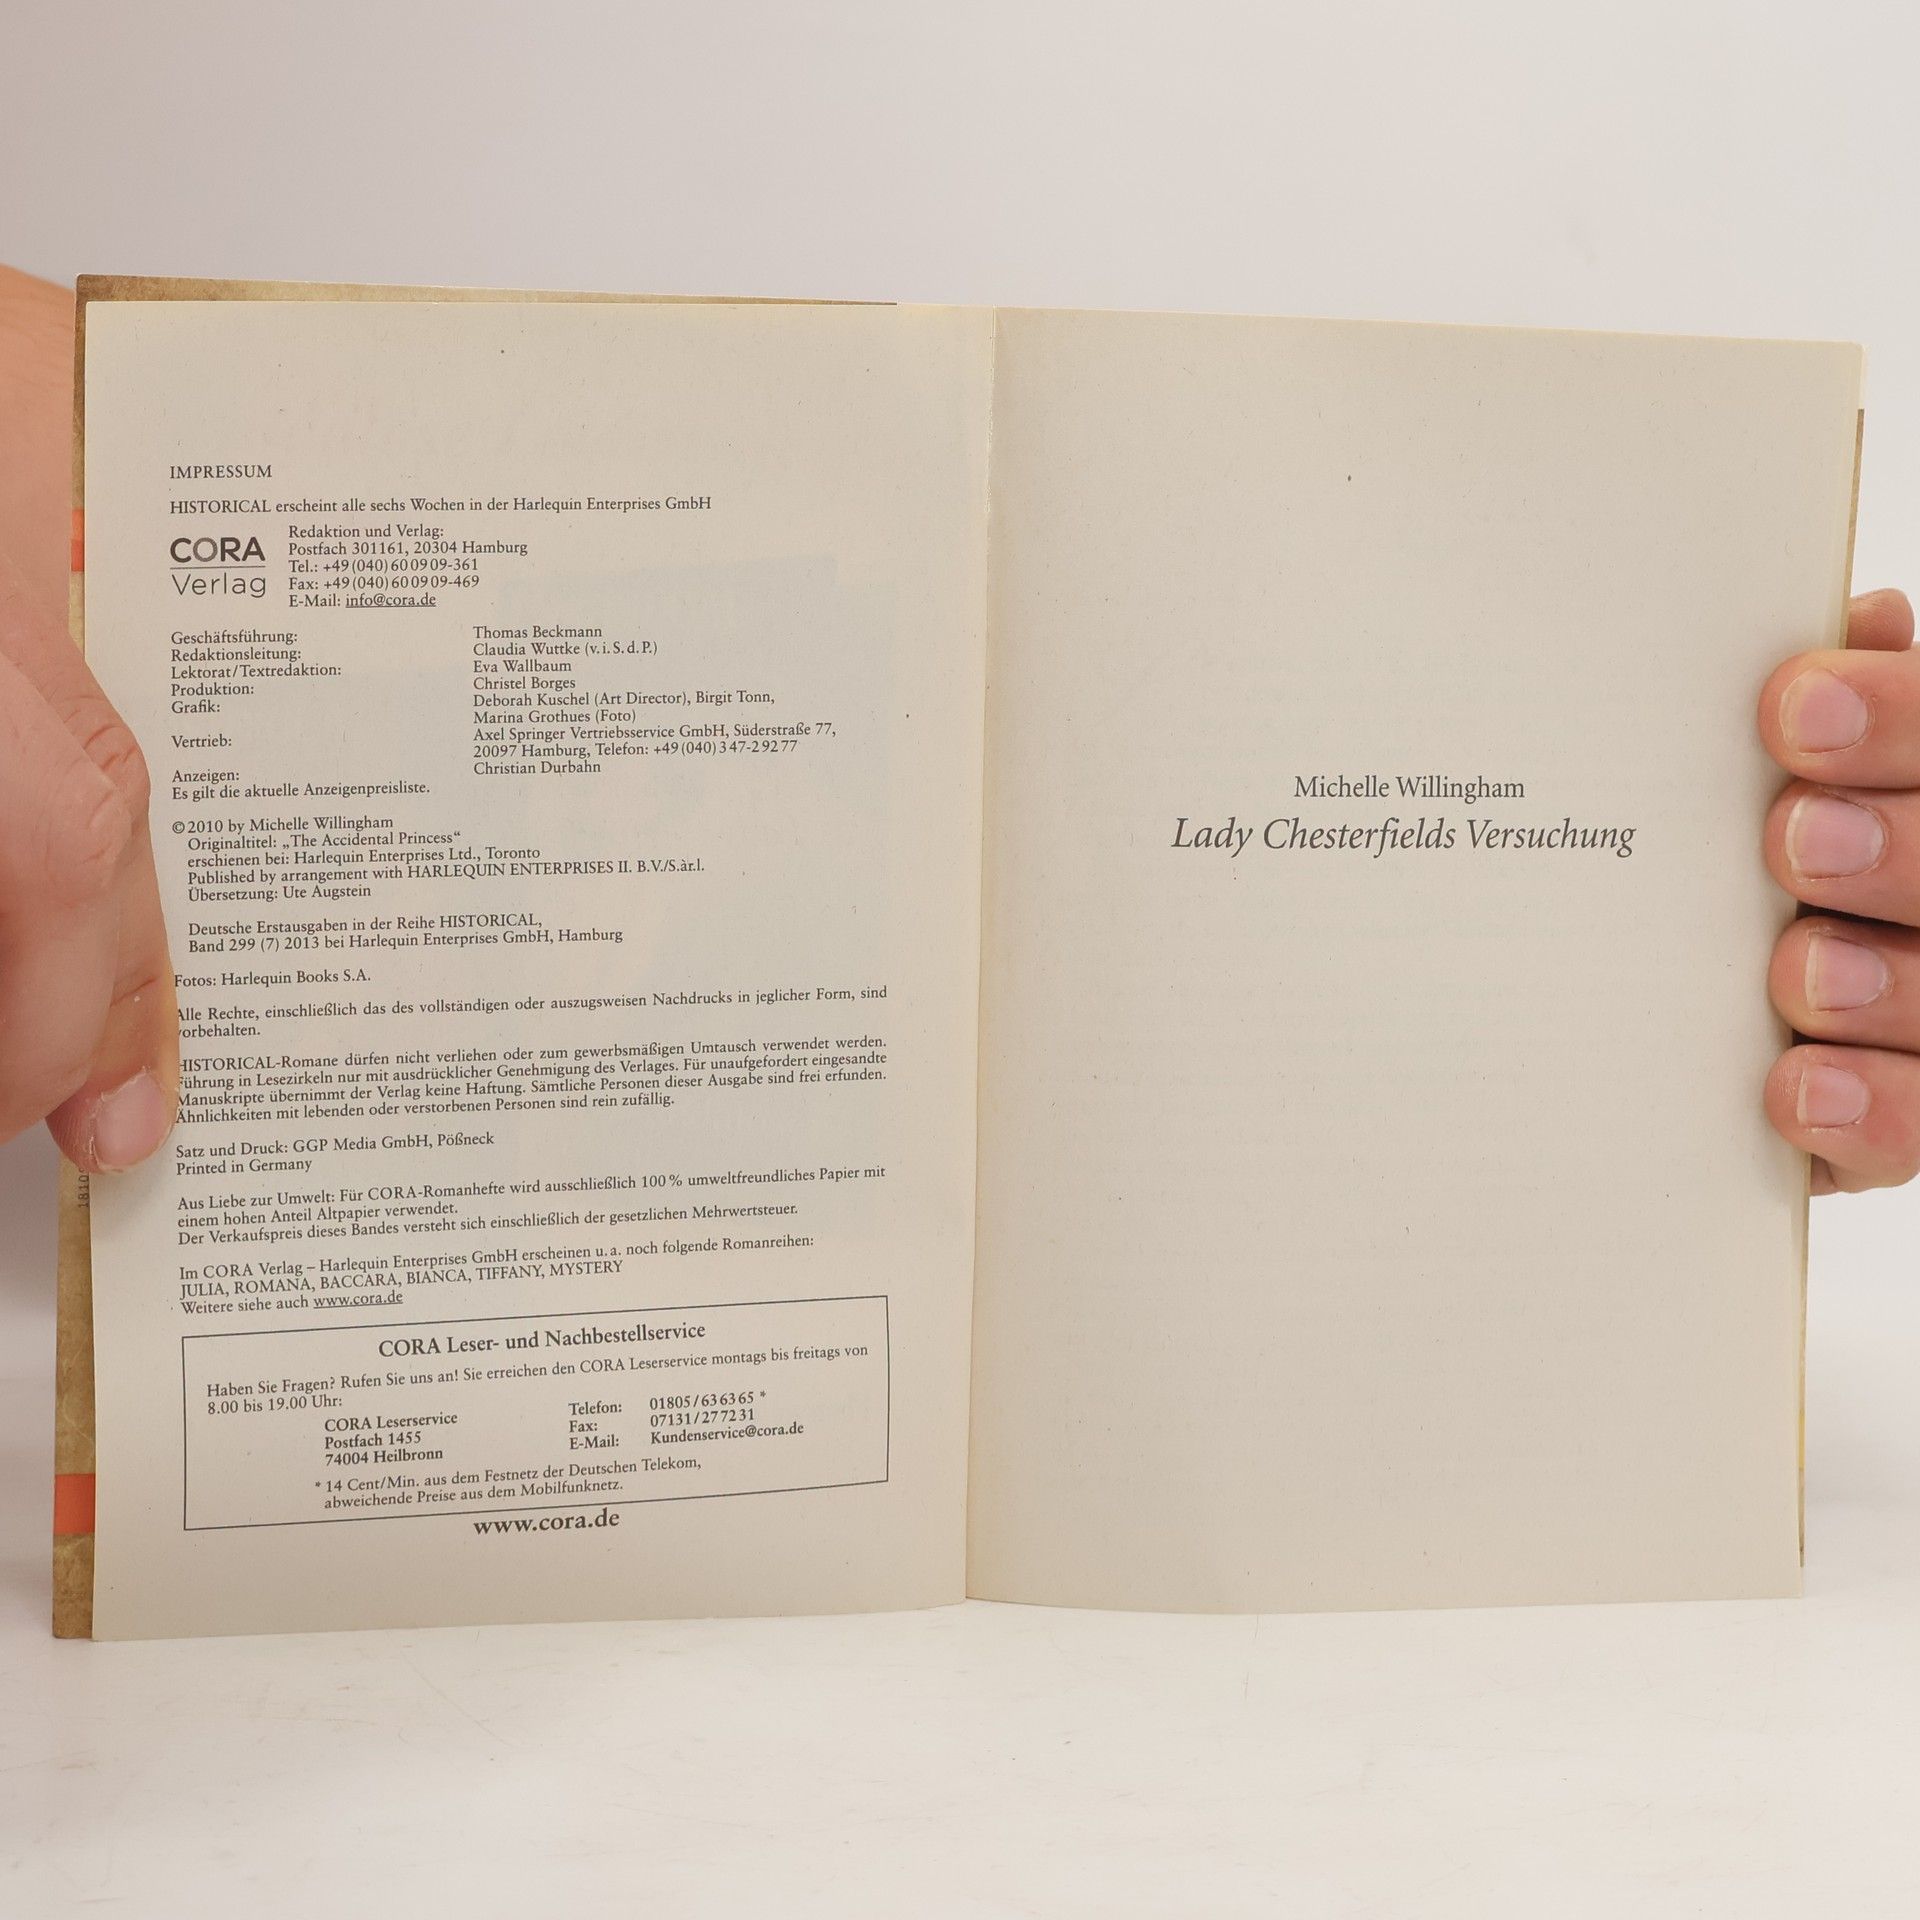 IMPRESSUM
HISTORICAL erscheint alle sechs Wochen in der Harlequin Enterprises GmbH
CORA
Verlag
Redaktion und Verlag:
Postfach 301161, 20304 Hamburg
Tel.: +49 (040) 6 00 9 09-361
Fax: +49 (040) 6 00 9 09-469
E-Mail: info@cora.de
Geschäftsführung: Thomas Beckmann
Redaktionsleitung: Claudia Wuttke (v. i. S. d. P.)
Lektorat/Textredaktion: Eva Wallbaum
Produktion: Christel Borges
Grafik: Deborah Kuschel (Art Director), Birgit Tonn,
Marina Grothues (Foto)
Vertrieb: Axel Springer Vertriebsservice GmbH, Süderstraße 77,
20097 Hamburg, Telefon: +49 (040) 3 47-2 92 77
Anzeigen: Christian Durbahn
Es gilt die aktuelle Anzeigenpreisliste.
© 2010 by Michelle Willingham
Originaltitel: „The Accidental Princess“
erschienen bei: Harlequin Enterprises Ltd., Toronto
Published by arrangement with HARLEQUIN ENTERPRISES II. B.V./S.àr.l.
Übersetzung: Ute Augstein
Deutsche Erstausgaben in der Reihe HISTORICAL,
Band 299 (7) 2013 bei Harlequin Enterprises GmbH, Hamburg
Fotos: Harlequin Books S.A.
Alle Rechte, einschließlich das des vollständigen oder auszugsweisen Nachdrucks in jeglicher Form, sind
vorbehalten.
HISTORICAL-Romane dürfen nicht verliehen oder zum gewerbsmäßigen Umtausch verwendet werden.
Führung in Lesezirkeln nur mit ausdrücklicher Genehmigung des Verlages. Für unaufgefordert eingesandte
Manuskripte übernimmt der Verlag keine Haftung. Sämtliche Personen dieser Ausgabe sind frei erfunden.
Ähnlichkeiten mit lebenden oder verstorbenen Personen sind rein zufällig.
Satz und Druck: GGP Media GmbH, Pößneck
Printed in Germany
Aus Liebe zur Umwelt: Für CORA-Romanhefte wird ausschließlich 100 % umweltfreundliches Papier mit
einem hohen Anteil Altpapier verwendet.
Der Verkaufspreis dieses Bandes versteht sich einschließlich der gesetzlichen Mehrwertsteuer.
Im CORA Verlag – Harlequin Enterprises GmbH erscheinen u. a. noch folgende Romanreihen:
JULIA, ROMANA, BACCARA, BIANCA, TIFFANY, MYSTERY
Weitere siehe auch www.cora.de
CORA Leser- und Nachbestellservice
Haben Sie Fragen? Rufen Sie uns an! Sie erreichen den CORA Leserservice montags bis freitags von
8.00 bis 19.00 Uhr:
CORA Leserservice
Postfach 1455
74004 Heilbronn
Telefon: 01805 / 63 63 65 *
Fax: 07131 / 27 72 31
E-Mail: Kundenservice@cora.de
* 14 Cent/Min. aus dem Festnetz der Deutschen Telekom,
abweichende Preise aus dem Mobilfunknetz.
www.cora.de
Michelle Willingham
Lady Chesterfields Versuchung